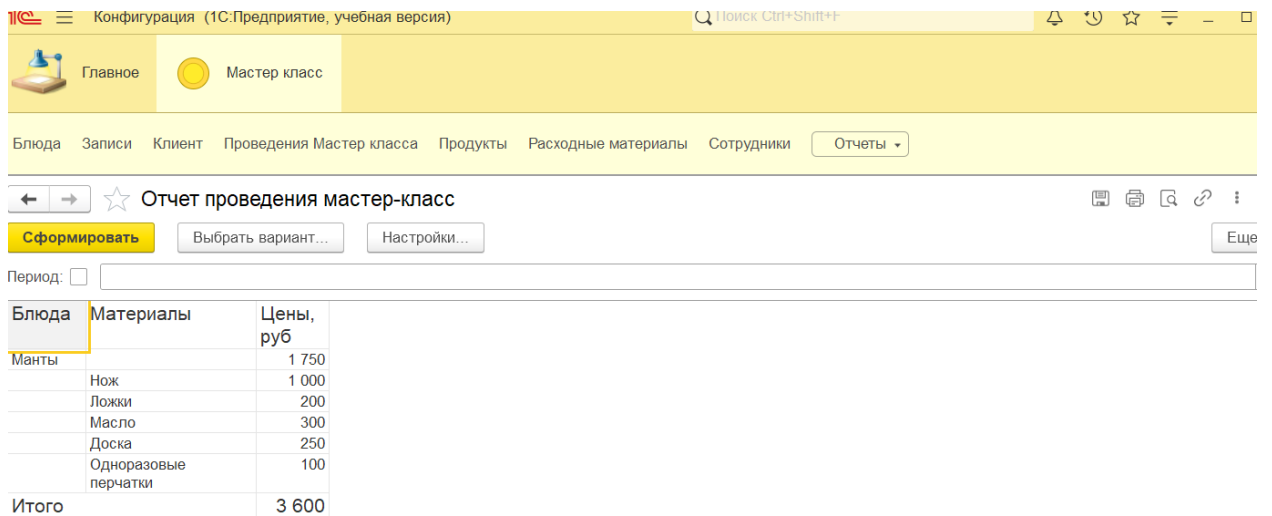 1С Конфигурация (1С:Предприятие, учебная версия) Поиск Ctrl+Shift+F
Главное Мастер класс
Блюда Записи Клиент Проведения Мастер класса Продукты Расходные материалы Сотрудники Отчеты
Отчет проведения мастер-класс
Сформировать Выбрать вариант... Настройки... Еще
Период:
Блюда Материалы Цены,
руб
Манты 1 750
Нож 1 000
Ложки 200
Масло 300
Доска 250
Одноразовые 100
перчатки
Итого 3 600